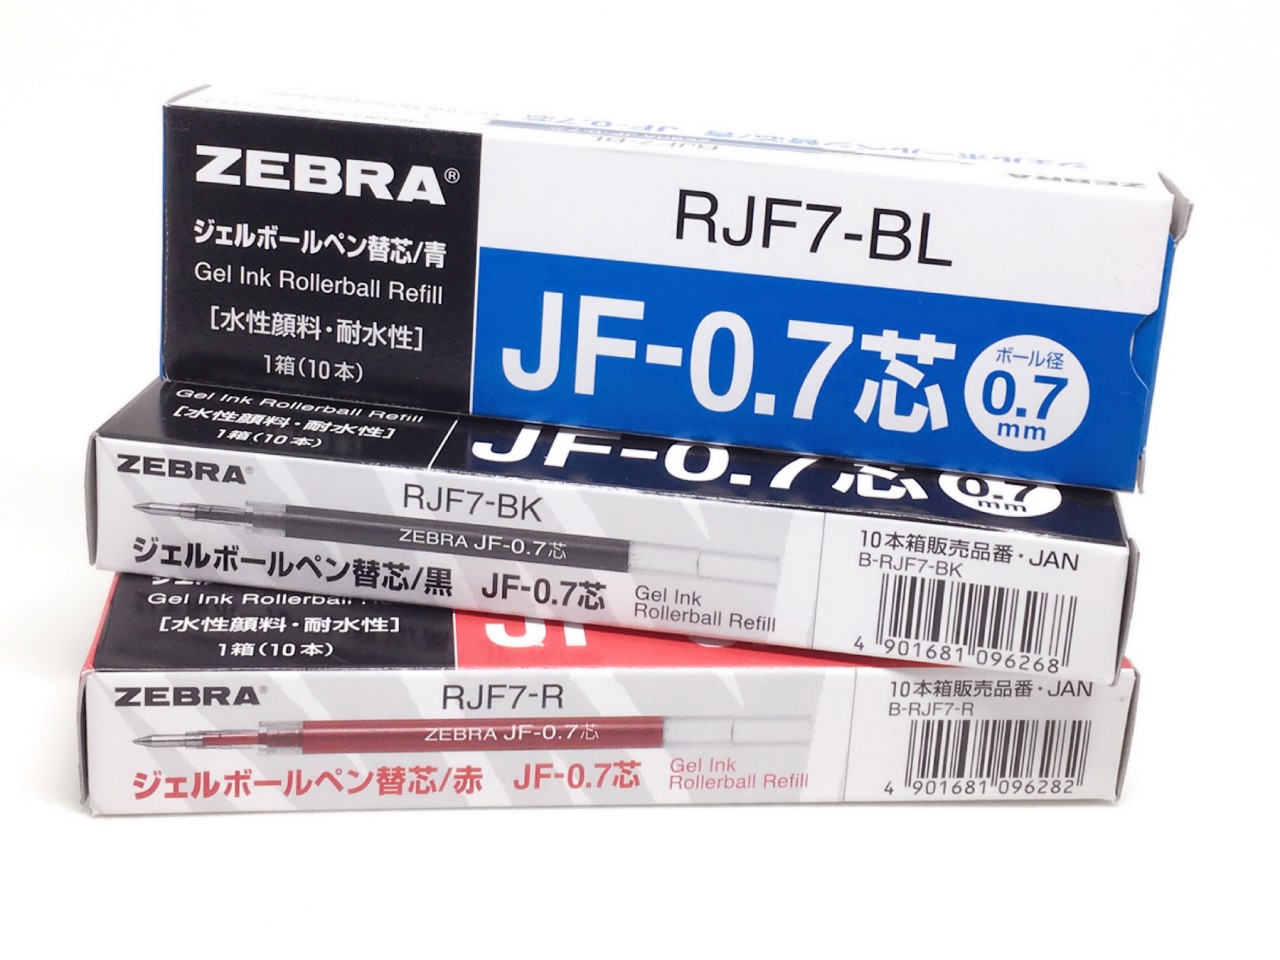 ZEBRA®
ジェルボールペン替芯/青
Gel Ink Rollerball Refill
[水性顔料・耐水性]
1箱(10本)
RJF7-BL
JF-0.7芯
ボール径
0.7
mm
Gel Ink Rollerball Refill
[水性顔料・耐水性]
1箱(10本)
JF-0.7芯
0.7
mm
ZEBRA®
RJF7-BK
ZEBRA JF-0.7芯
ジェルボールペン替芯/黒 JF-0.7芯
Gel Ink
Rollerball Refill
10本箱販売品番・JAN
B-RJF7-BK
4 901681 096268
Gel Ink Rollerball
[水性顔料・耐水性]
1箱(10本)
ZEBRA®
RJF7-R
ZEBRA JF-0.7芯
ジェルボールペン替芯/赤 JF-0.7芯
Gel Ink
Rollerball Refill
10本箱販売品番・JAN
B-RJF7-R
4 901681 096282